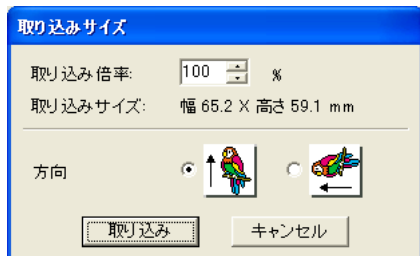 取り込みサイズ
取り込み倍率: 100 %
取り込みサイズ: 幅 65.2 × 高さ 59.1 mm
方向
取り込み キャンセル